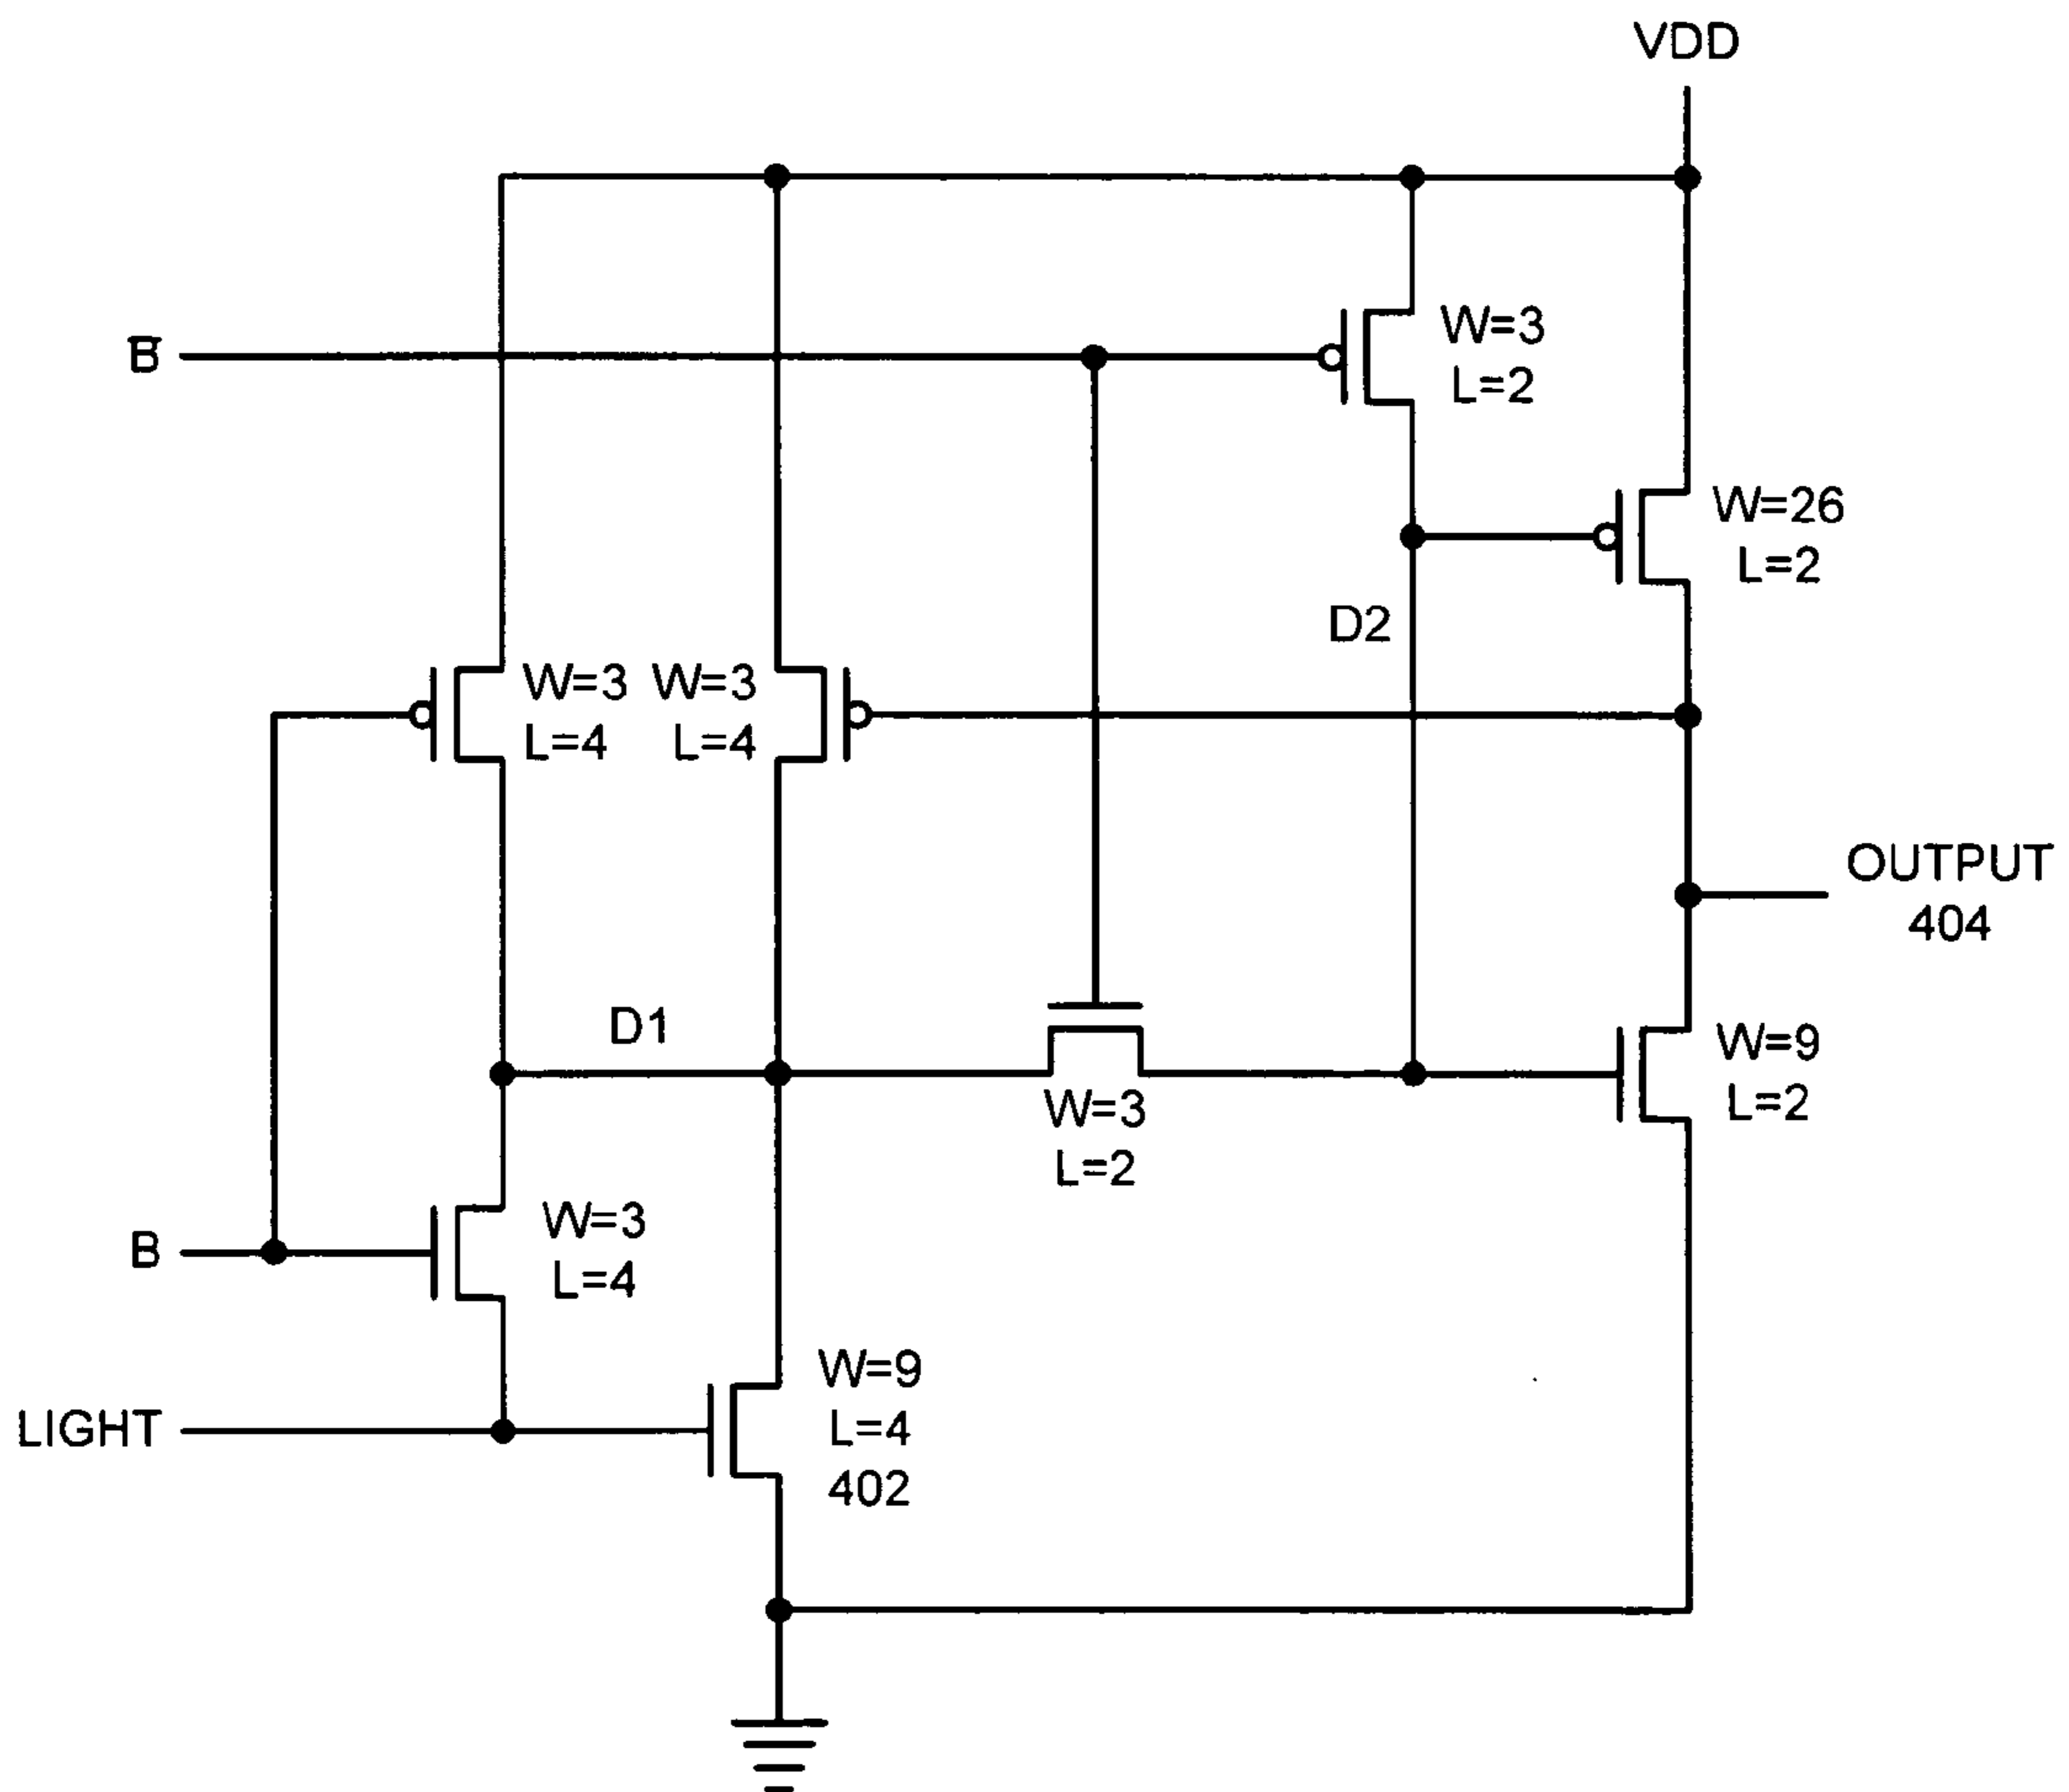 VDD
B̅
W=3
L=2
W=26
L=2
D2
W=3
L=4
W=3
L=4
OUTPUT
404
D1
W=9
L=2
W=3
L=2
B
W=3
L=4
LIGHT
W=9
L=4
402